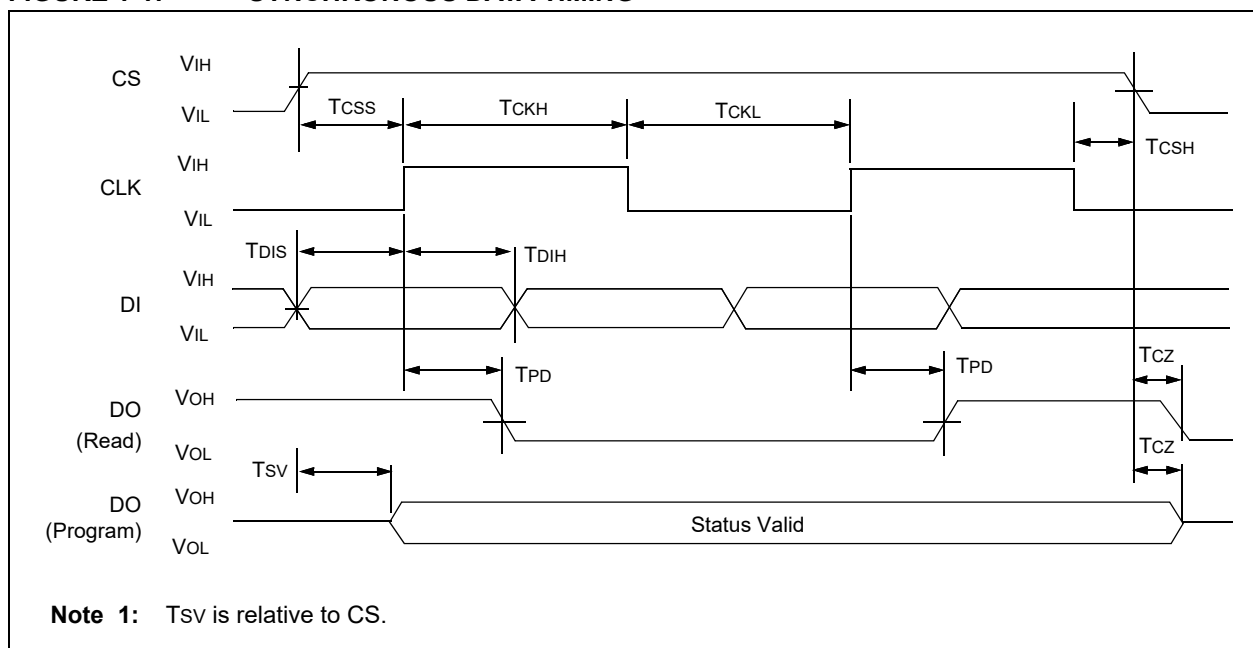 CS
VIH
VIL
TCSS
TCKH
TCKL
TCSH
CLK
VIH
VIL
TDIS
TDIH
DI
VIH
VIL
TPD
TPD
TCZ
DO
(Read)
VOH
VOL
TCZ
TSV
DO
(Program)
VOH
VOL
Status Valid
Note 1: TSV is relative to CS.